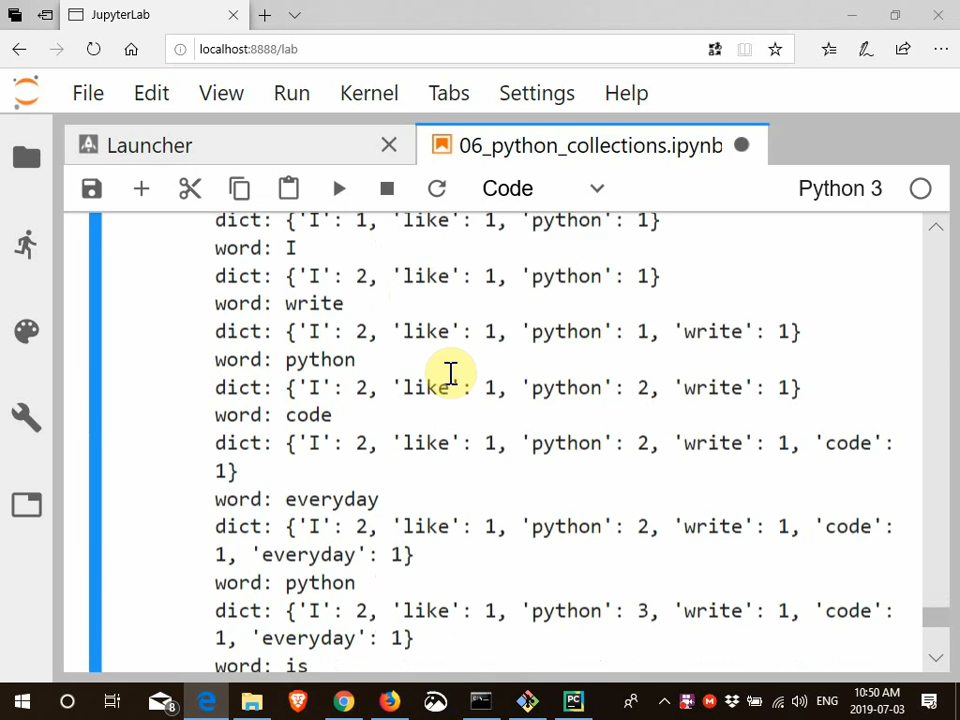 JupyterLab
localhost:8888/lab
File Edit View Run Kernel Tabs Settings Help
Launcher 06_python_collections.ipynb
Code Python 3
dict: {'I': 1, 'like': 1, 'python': 1}
word: I
dict: {'I': 2, 'like': 1, 'python': 1}
word: write
dict: {'I': 2, 'like': 1, 'python': 1, 'write': 1}
word: python
dict: {'I': 2, 'like': 1, 'python': 2, 'write': 1}
word: code
dict: {'I': 2, 'like': 1, 'python': 2, 'write': 1, 'code':
1}
word: everyday
dict: {'I': 2, 'like': 1, 'python': 2, 'write': 1, 'code':
1, 'everyday': 1}
word: python
dict: {'I': 2, 'like': 1, 'python': 3, 'write': 1, 'code':
1, 'everyday': 1}
word: is
8 PC ENG 10:50 AM
2019-07-03